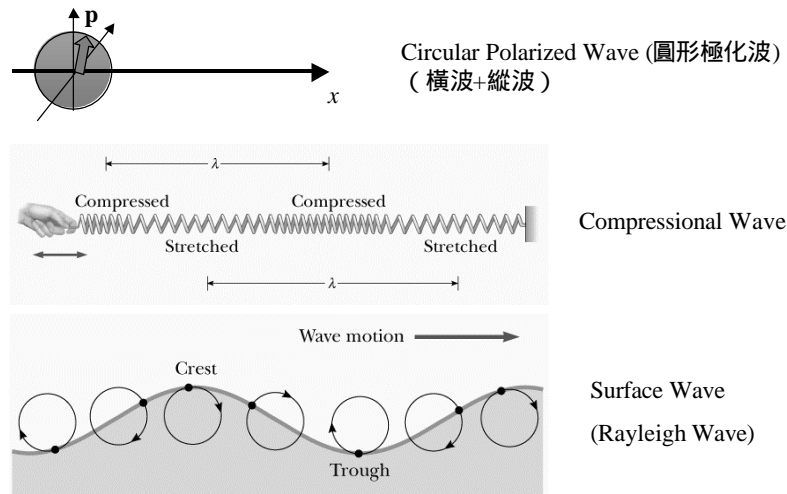 p
x
Circular Polarized Wave (圓形極化波)
（橫波+縱波）
λ
Compressed Compressed
Stretched Stretched
λ
Compressional Wave
Wave motion
Crest
Trough
Surface Wave
(Rayleigh Wave)